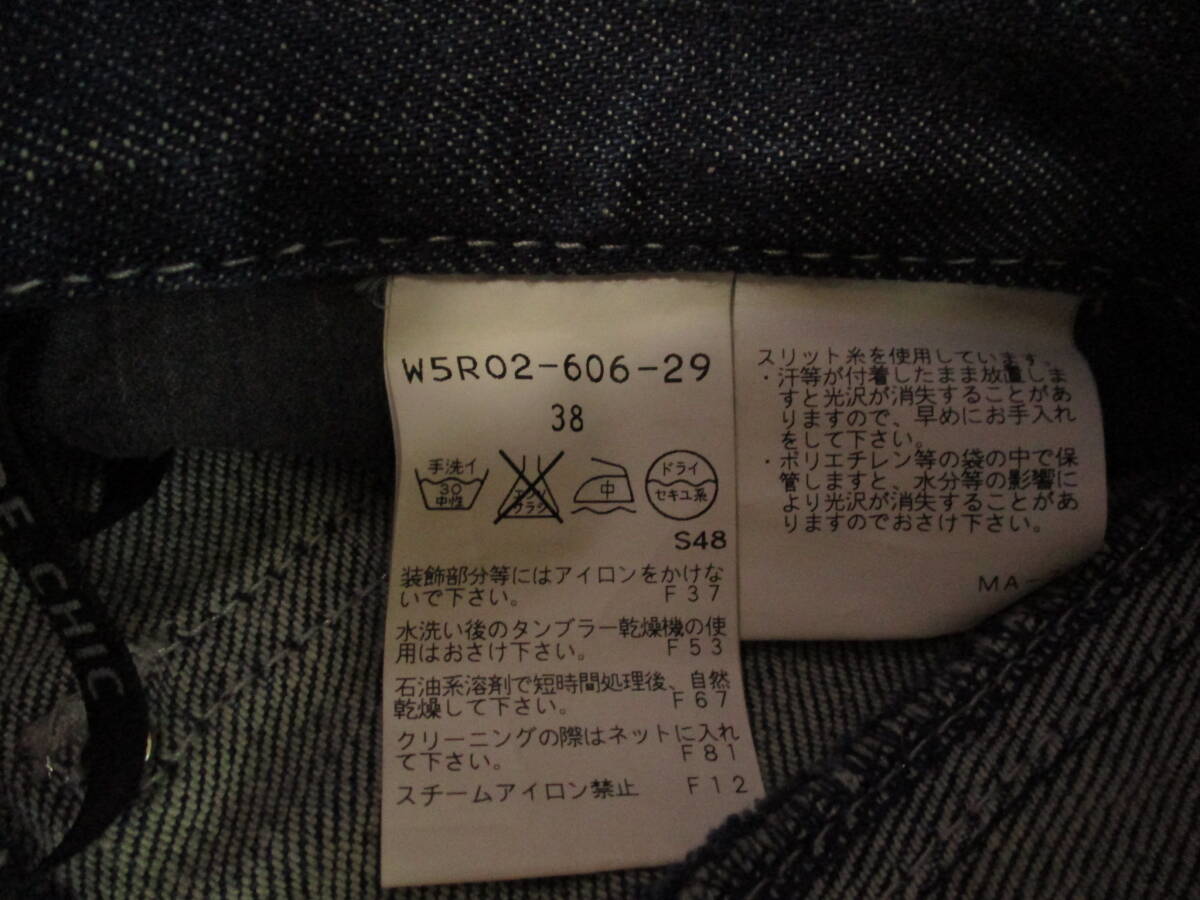 W5R02-606-29
38
手洗イ
30
中性
エンソ
サラシ
中
ドライ
セキユ系
S48
装飾部分等にはアイロンをかけな
いで下さい。 F37
水洗い後のタンブラー乾燥機の使
用はおさけ下さい。 F53
石油系溶剤で短時間処理後、自然
乾燥して下さい。 F67
クリーニングの際はネットに入れ
て下さい。 F81
スチームアイロン禁止 F12
スリット糸を使用しています。
・汗等が付着したまま放置しま
すと光沢が消失することがあ
りますので、早めにお手入れ
をして下さい。
・ポリエチレン等の袋の中で保
管しますと、水分等の影響に
より光沢が消失することがあ
りますのでおさけ下さい。
MA-
CHIC